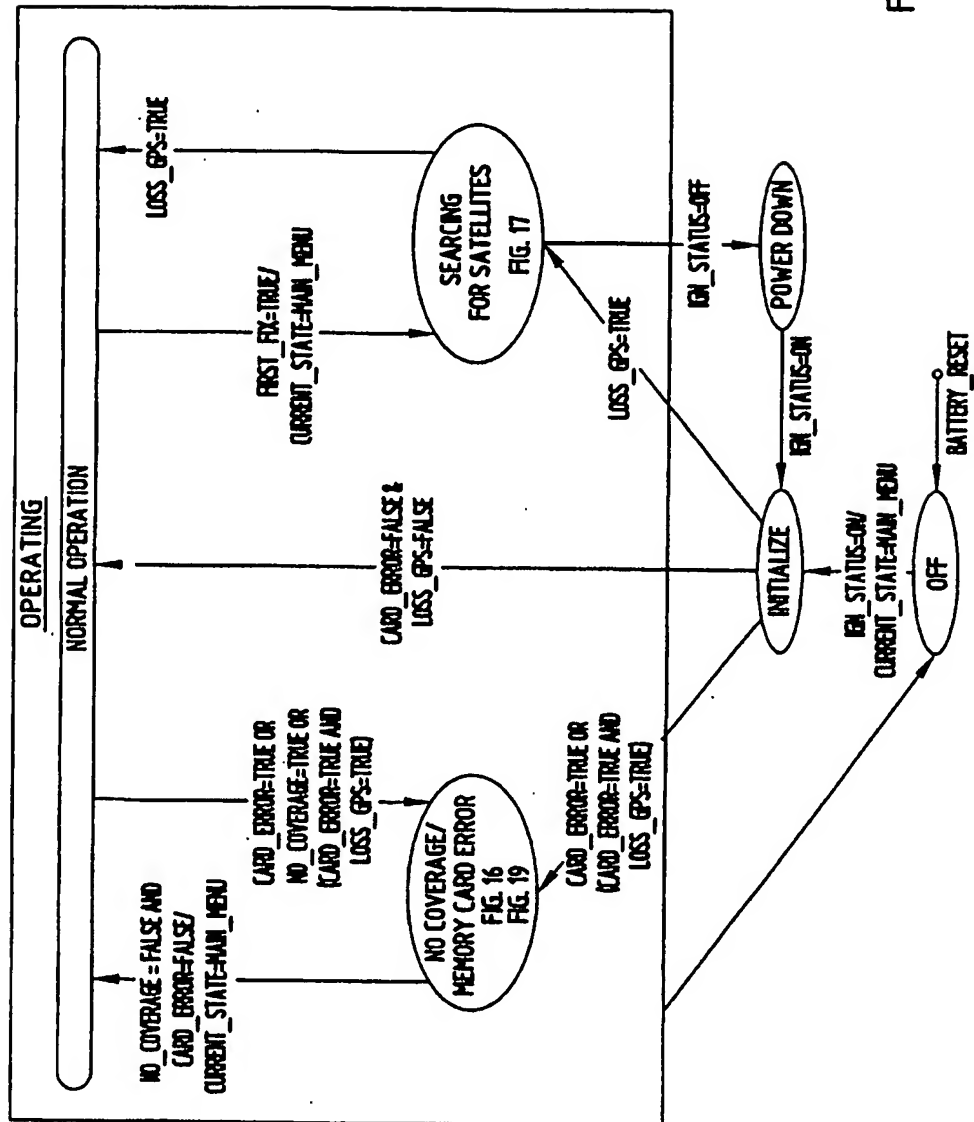 OPERATING
NORMAL OPERATION
NO_COVERAGE=FALSE AND
CARD_ERROR=FALSE/
CURRENT_STATE=MAIN_MENU
CARD_ERROR=TRUE OR
NO_COVERAGE=TRUE OR
(CARD_ERROR=TRUE AND
LOSS_GPS=TRUE)
CARD_ERROR=FALSE &
LOSS_GPS=FALSE
FIRST_FIX=TRUE/
CURRENT_STATE=MAIN_MENU
LOSS_GPS=TRUE
NO COVERAGE/
MEMORY CARD ERROR
FIG. 16
FIG. 19
SEARCING
FOR SATELLITES
FIG. 17
CARD_ERROR=TRUE OR
(CARD_ERROR=TRUE AND
LOSS_GPS=TRUE)
LOSS_GPS=TRUE
IGN_STATUS=OFF
INITIALIZE
IGN_STATUS=ON
POWER DOWN
IGN_STATUS=ON/
CURRENT_STATE=MAIN_MENU
OFF
BATTERY_RESET